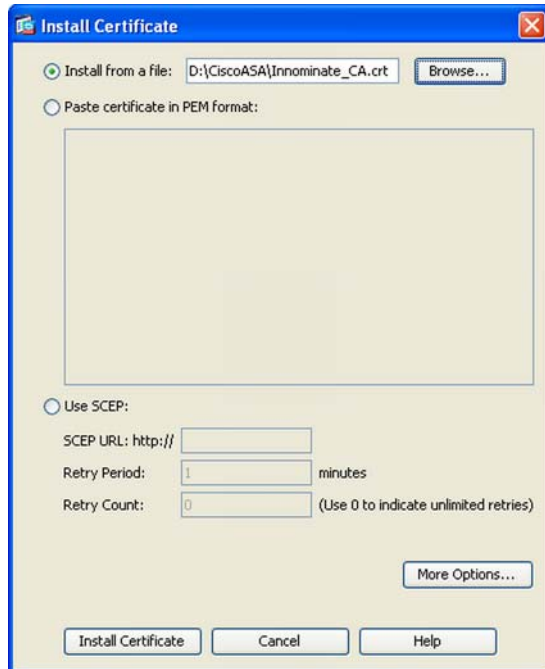 Install Certificate
Install from a file: D:\CiscoASA\Innominate_CA.crt Browse...
Paste certificate in PEM format:
Use SCEP:
SCEP URL: http://
Retry Period: 1 minutes
Retry Count: 0 (Use 0 to indicate unlimited retries)
More Options...
Install Certificate Cancel Help